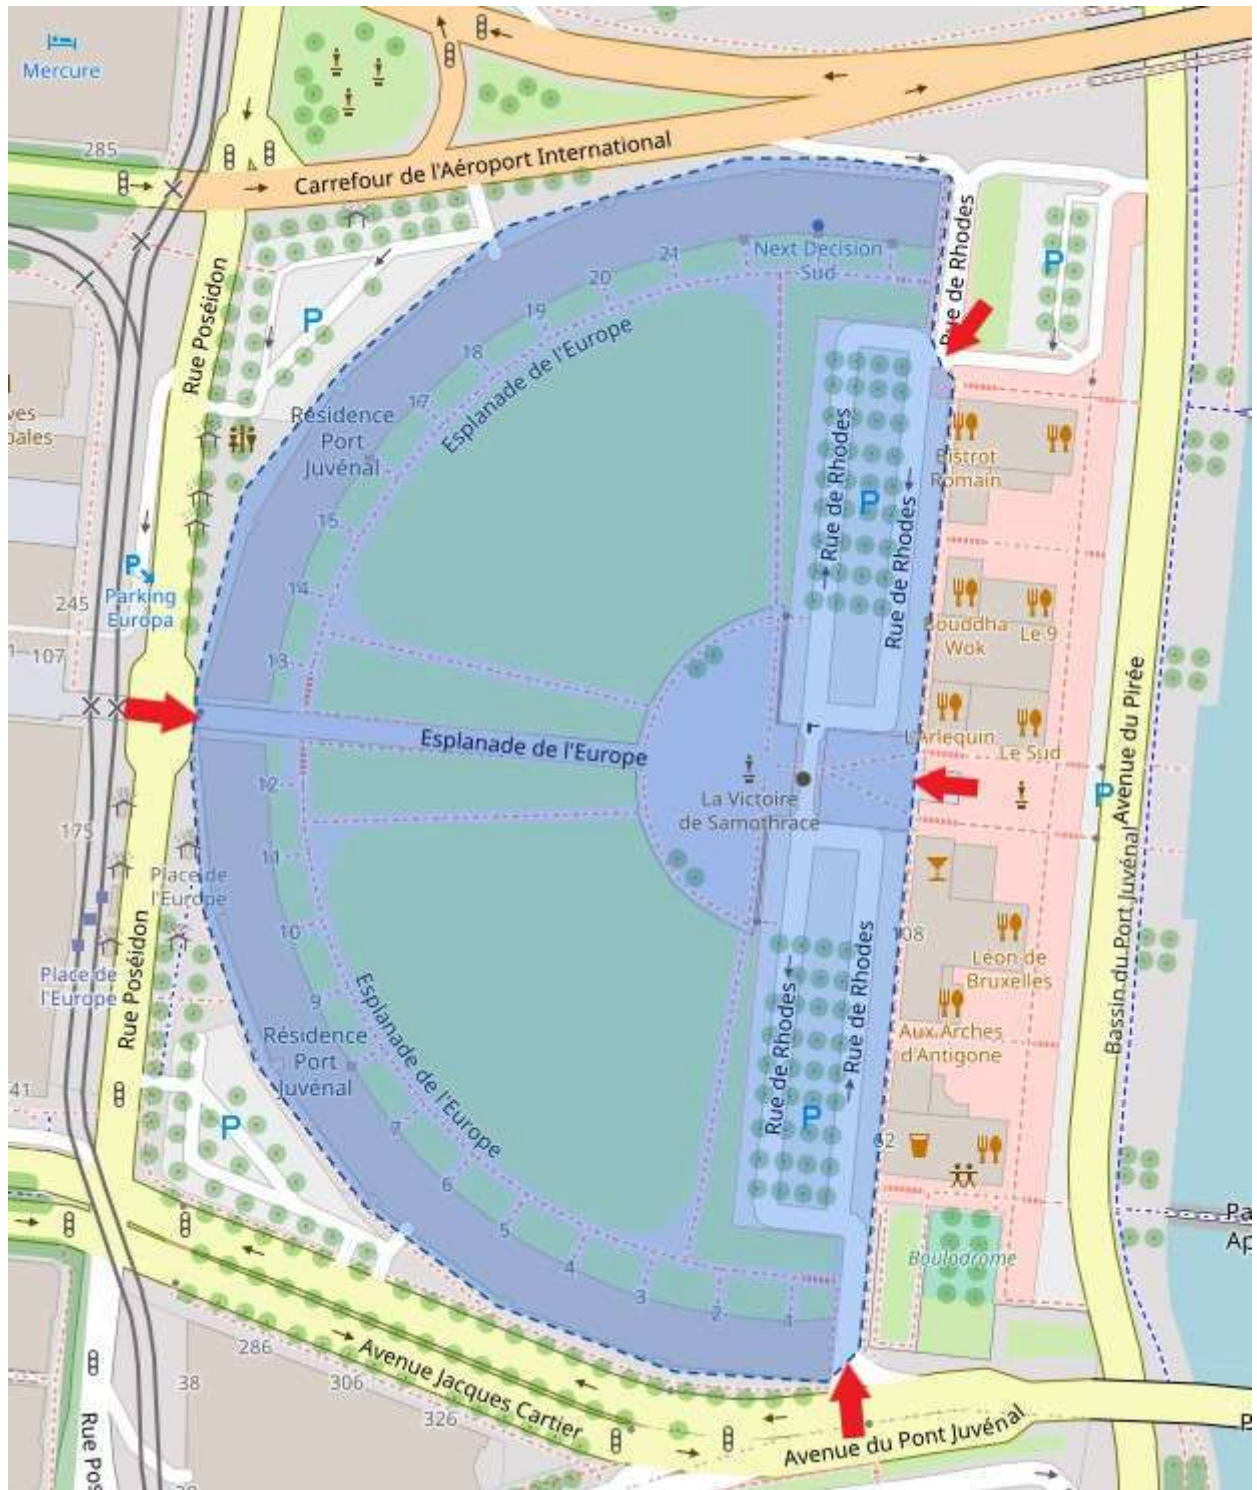 Mercure
285
Carrefour de l'Aéroport International
Rue de Rhodes
Next Decision
Sud
P
21
20
19
18
17
Rue Poséidon
P
Esplanade de l'Europe
Résidence
Port
Juvénal
Bistrot
Romain
Rue de Rhodes
P
Rue de Rhodes
15
14
13
P
Parking
Europa
245
107
Bouddha
Wok
Le 9
L'Arlequin
Le Sud
Esplanade de l'Europe
La Victoire
de Samothrace
P
Avenue du Pirée
12
11
10
9
7
6
5
4
3
2
1
175
Place de
l'Europe
Place de
l'Europe
Rue Poséidon
Résidence
Port
Juvénal
Esplanade de l'Europe
108
Léon de
Bruxelles
Aux Arches
d'Antigone
Rue de Rhodes
Rue de Rhodes
P
62
Bassin du Port Juvénal
41
P
Boulodrome
Pa
Ap
286
306
326
38
Avenue Jacques Cartier
Avenue du Pont Juvénal
P
Rue Pos